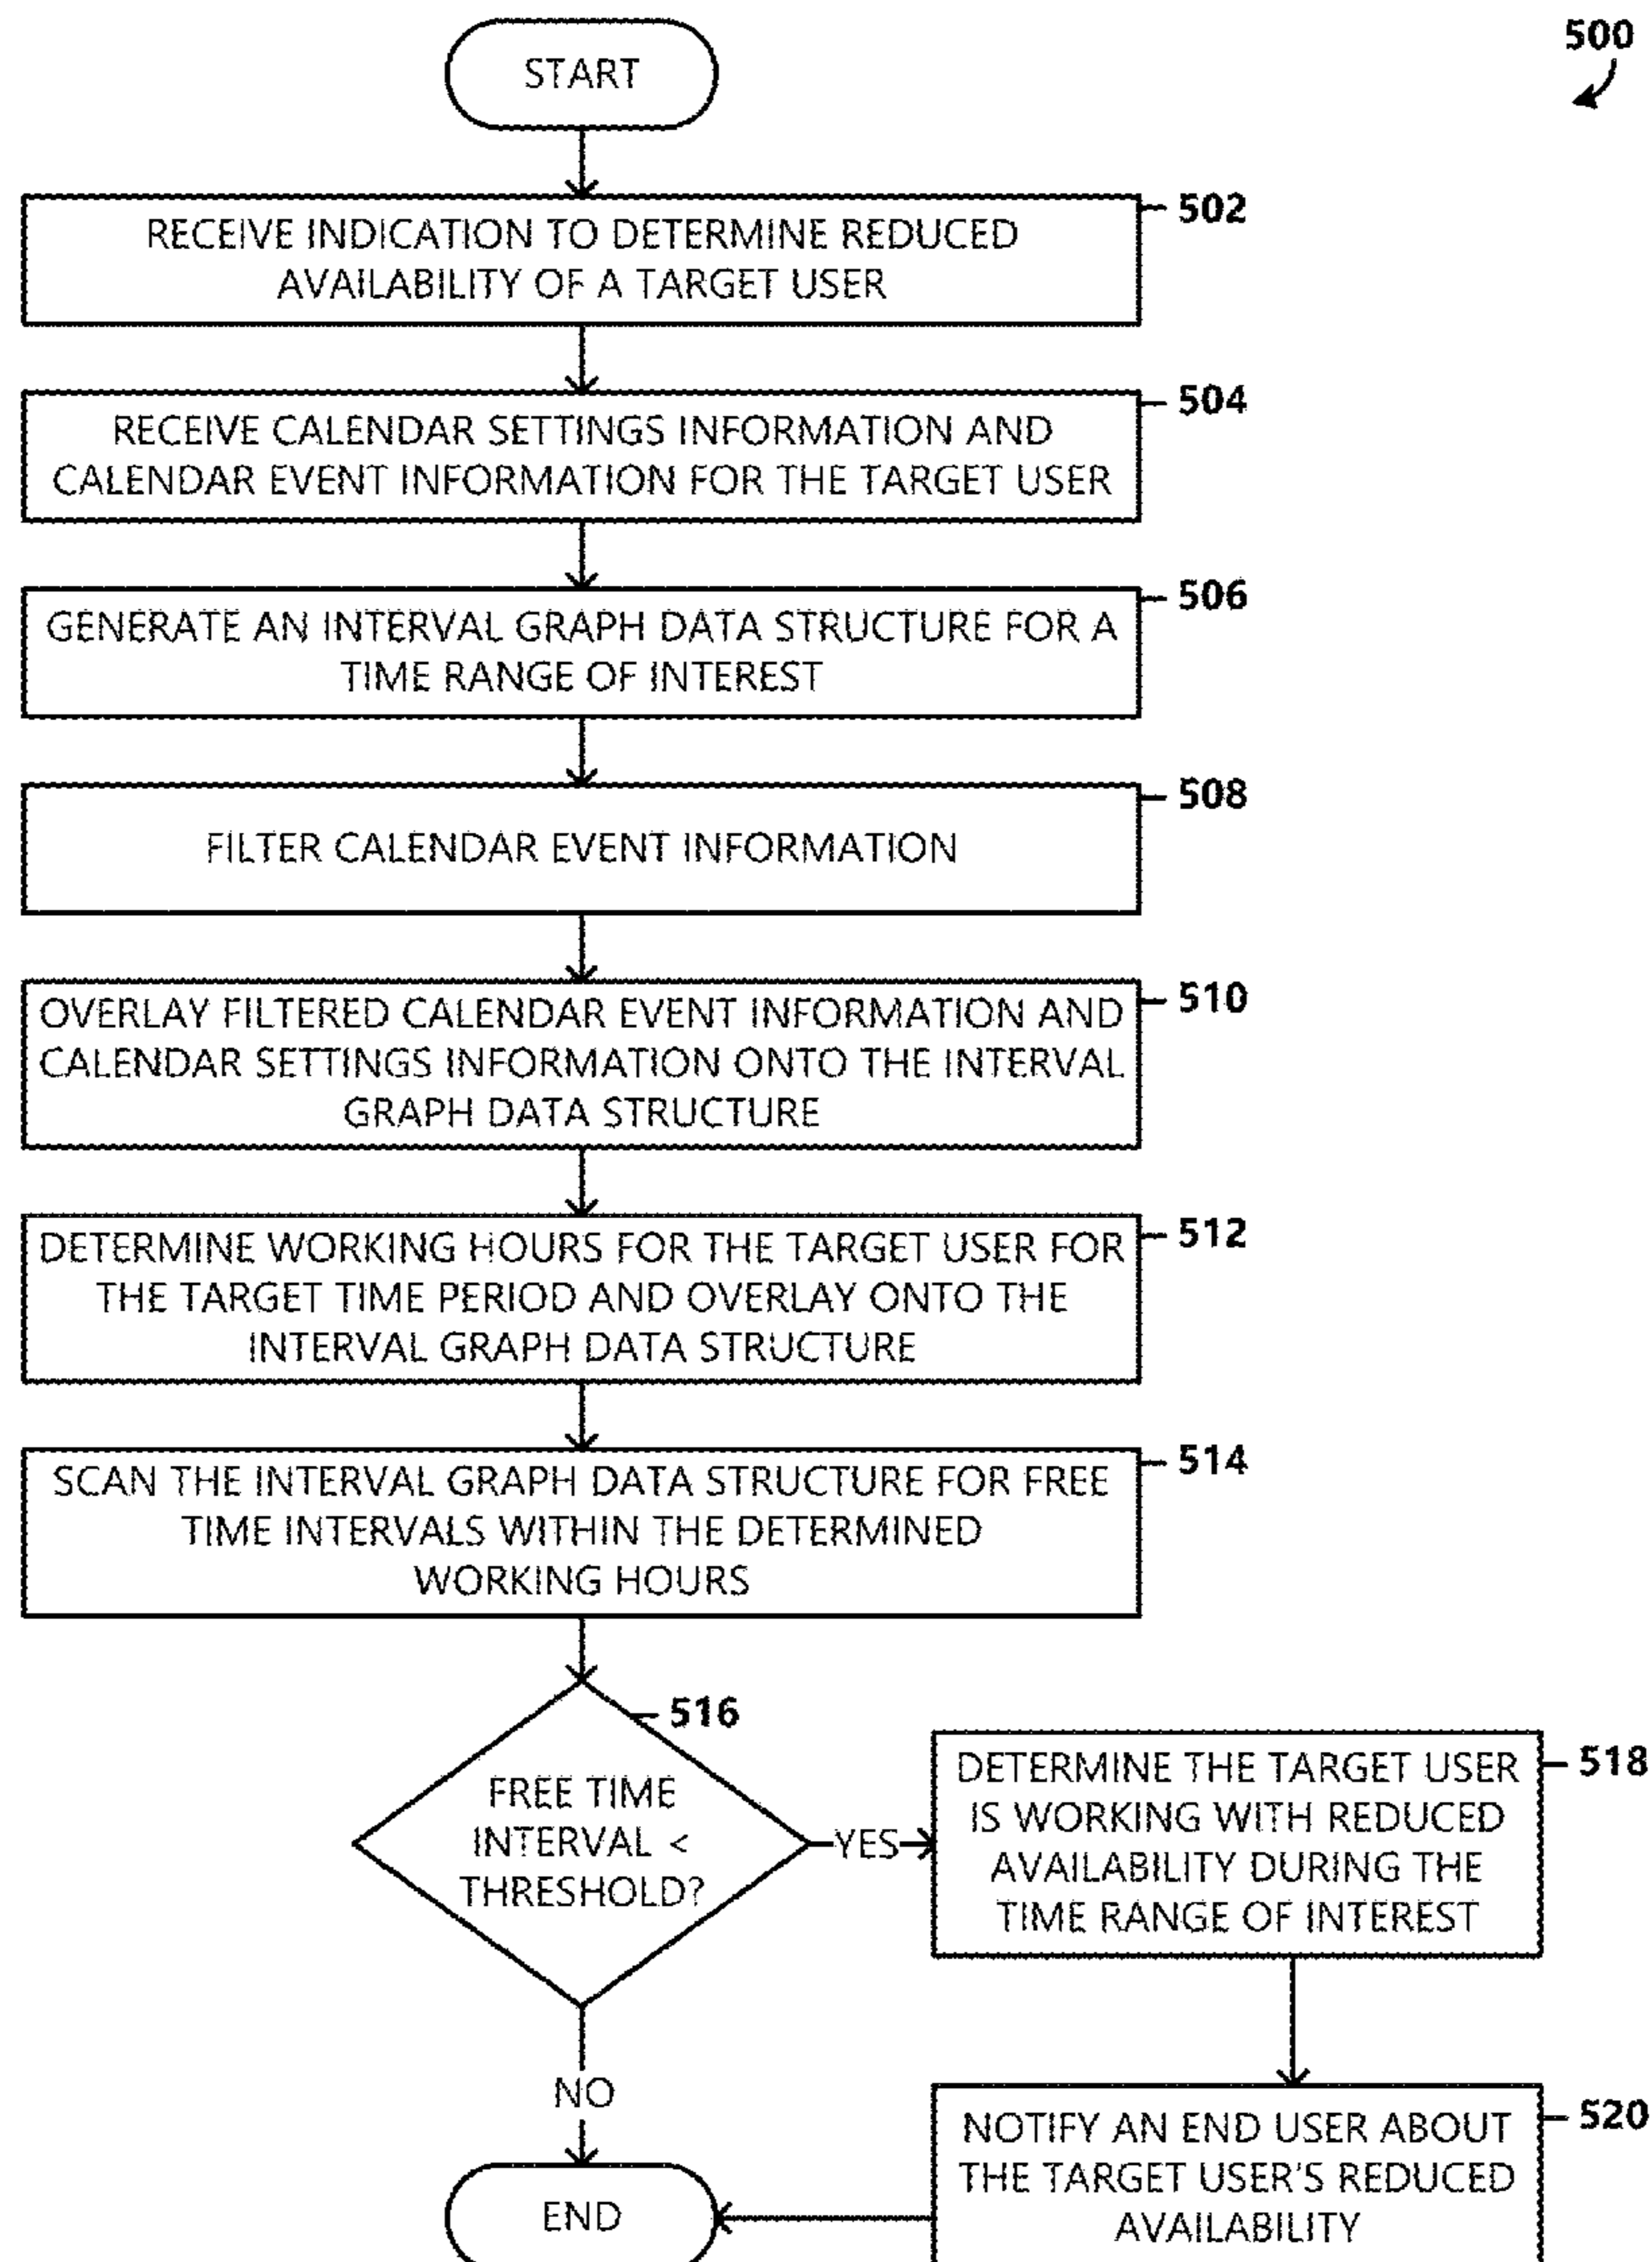 500
START
502
RECEIVE INDICATION TO DETERMINE REDUCED
AVAILABILITY OF A TARGET USER
504
RECEIVE CALENDAR SETTINGS INFORMATION AND
CALENDAR EVENT INFORMATION FOR THE TARGET USER
506
GENERATE AN INTERVAL GRAPH DATA STRUCTURE FOR A
TIME RANGE OF INTEREST
508
FILTER CALENDAR EVENT INFORMATION
510
OVERLAY FILTERED CALENDAR EVENT INFORMATION AND
CALENDAR SETTINGS INFORMATION ONTO THE INTERVAL
GRAPH DATA STRUCTURE
512
DETERMINE WORKING HOURS FOR THE TARGET USER FOR
THE TARGET TIME PERIOD AND OVERLAY ONTO THE
INTERVAL GRAPH DATA STRUCTURE
514
SCAN THE INTERVAL GRAPH DATA STRUCTURE FOR FREE
TIME INTERVALS WITHIN THE DETERMINED
WORKING HOURS
516
FREE TIME
INTERVAL <
THRESHOLD?
YES
518
DETERMINE THE TARGET USER
IS WORKING WITH REDUCED
AVAILABILITY DURING THE
TIME RANGE OF INTEREST
NO
520
NOTIFY AN END USER ABOUT
THE TARGET USER'S REDUCED
AVAILABILITY
END